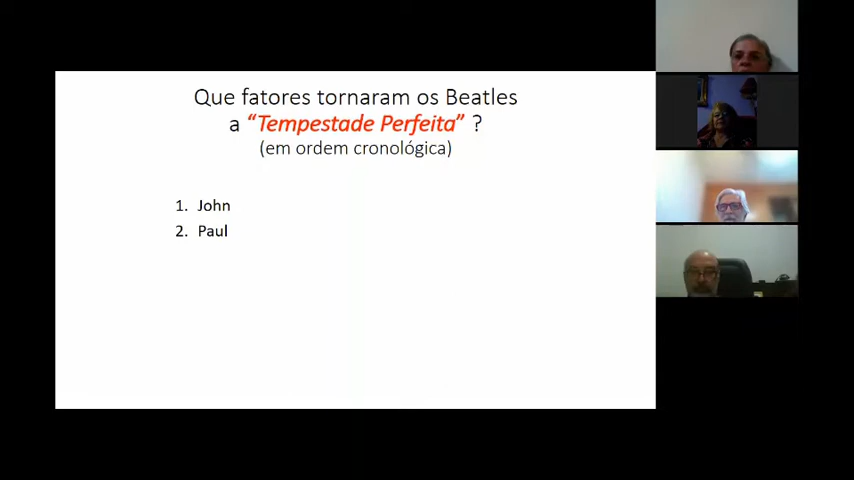 Que fatores tornaram os Beatles
a “Tempestade Perfeita” ?
(em ordem cronológica)
1. John
2. Paul